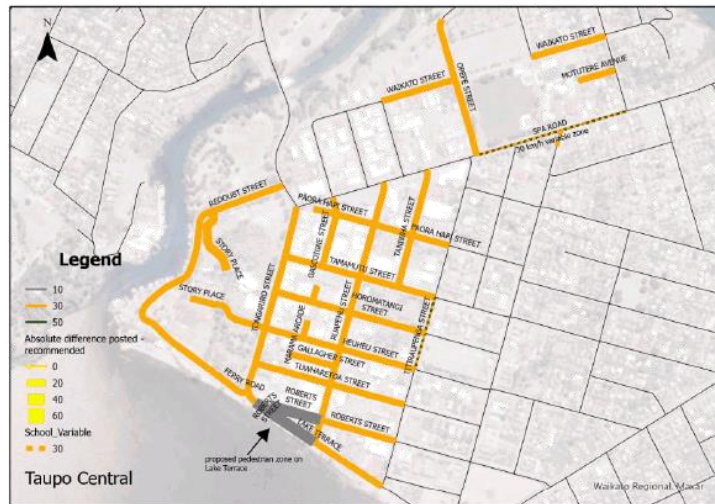 N
WAIKATO STREET
WAIKATO STREET
OPEPE STREET
MOTUTERE AVENUE
SPA ROAD
30 km/h variable zone
REDOUBT STREET
PAORA HAPI STREET
PAORA HAPI STREET
TANIWHA STREET
GASCOIGNE STREET
STORY PLACE
TAMAMUTU STREET
Legend
10
30
50
Absolute difference posted -
recommended
0
20
40
60
School_Variable
30
Taupo Central
STORY PLACE
TONGARIRO STREET
HOROMATANGI
STREET
MARAMA ARCADE
RUAPEHU STREET
TITIRAUPENGA STREET
HEUHEU STREET
GALLAGHER STREET
TUWHARETOA STREET
FERRY ROAD
ROBERTS
STREET
ROBERTS
STREET
ROBERTS STREET
LAKE TERRACE
proposed pedestrian zone on
Lake Terrace
Waikato Regional, Maxar